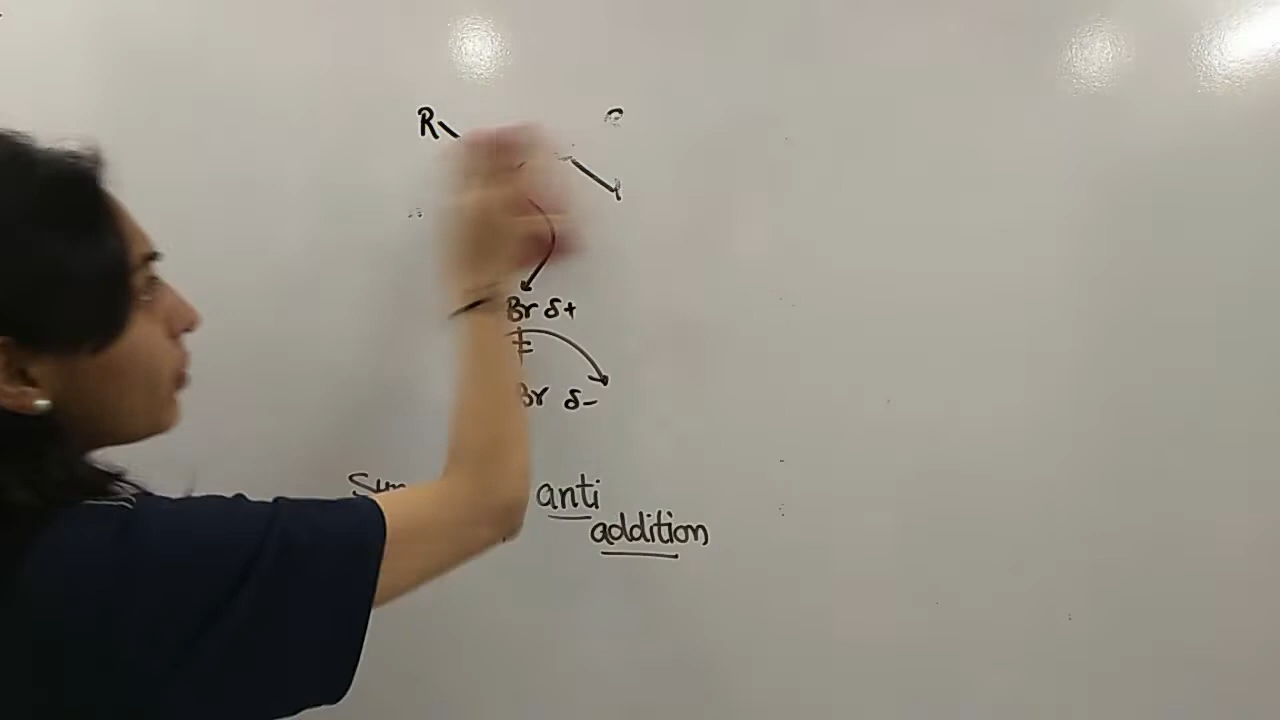 R
Br δ+
Br δ-
anti
addition